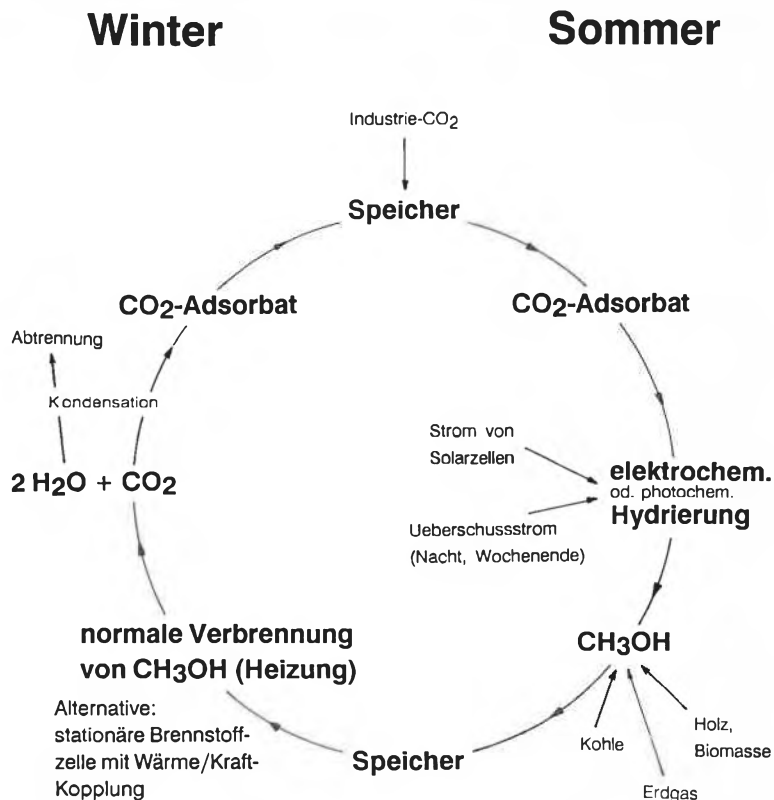 Winter
Sommer
Industrie-CO₂
Speicher
CO₂-Adsorbat
CO₂-Adsorbat
Abtrennung
Kondensation
2 H₂O + CO₂
Strom von
Solarzellen
elektrochem.
od. photochem.
Hydrierung
Ueberschussstrom
(Nacht, Wochenende)
normale Verbrennung
von CH₃OH (Heizung)
CH₃OH
Alternative:
stationäre Brennstoff-
zelle mit Wärme/Kraft-
Kopplung
Speicher
Kohle
Holz,
Biomasse
Erdgas